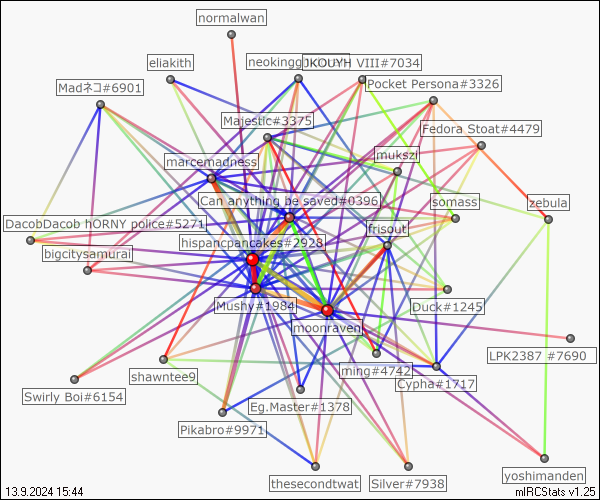 normalwan
eliakith
neokingg
JKOUYH VIII#7034
Madネコ#6901
Pocket Persona#3326
Majestic#3375
Fedora Stoat#4479
marcemadness
mukszi
Can anything be saved#0396
somass
zebula
DacobDacob hORNY police#5271
frisout
hispancpancakes#2928
bigcitysamurai
Mushy#1984
Duck#1245
moonraven
LPK2387 #7690
ming#4742
shawntee9
Cypha#1717
Swirly Boi#6154
Eg.Master#1378
Pikabro#9971
thesecondtwat
Silver#7938
yoshimanden
13.9.2024 15:44
mIRCStats v1.25